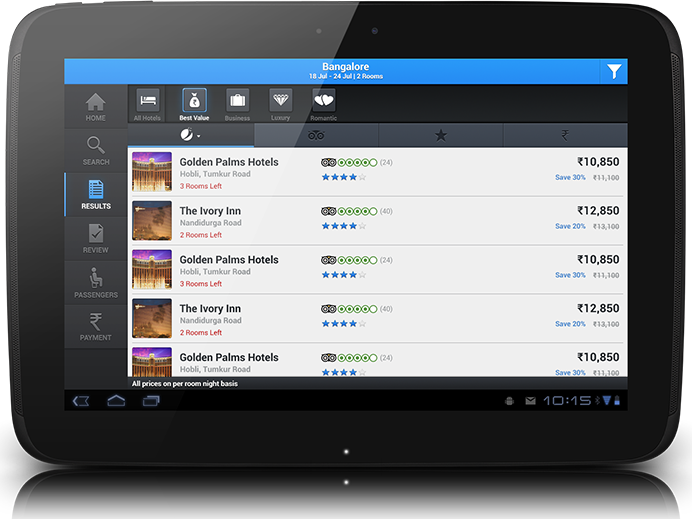 Bangalore
18 Jul - 24 Jul | 2 Rooms
HOME
SEARCH
RESULTS
REVIEW
PASSENGERS
₹
PAYMENT
All Hotels
Best Value
Business
Luxury
Romantic
₹
Golden Palms Hotels
(24)
₹10,850
Hobli, Tumkur Road
Save 30% ₹11,100
3 Rooms Left
The Ivory Inn
(40)
₹12,850
Nandidurga Road
Save 20% ₹13,100
2 Rooms Left
Golden Palms Hotels
(24)
₹10,850
Hobli, Tumkur Road
Save 30% ₹11,100
3 Rooms Left
The Ivory Inn
(40)
₹12,850
Nandidurga Road
Save 20% ₹13,100
2 Rooms Left
Golden Palms Hotels
(24)
₹10,850
Hobli, Tumkur Road
Save 30% ₹11,100
All prices on per room night basis
10:15